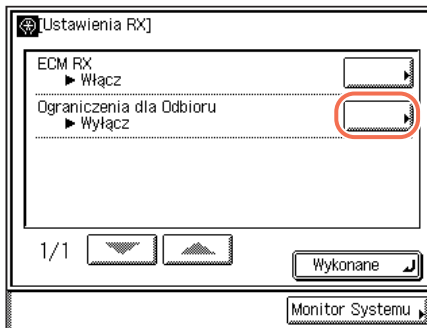 [Ustawienia RX]
ECM RX
► Włącz
Ograniczenia dla Odbioru
► Wyłącz
1/1
Wykonane
Monitor Systemu